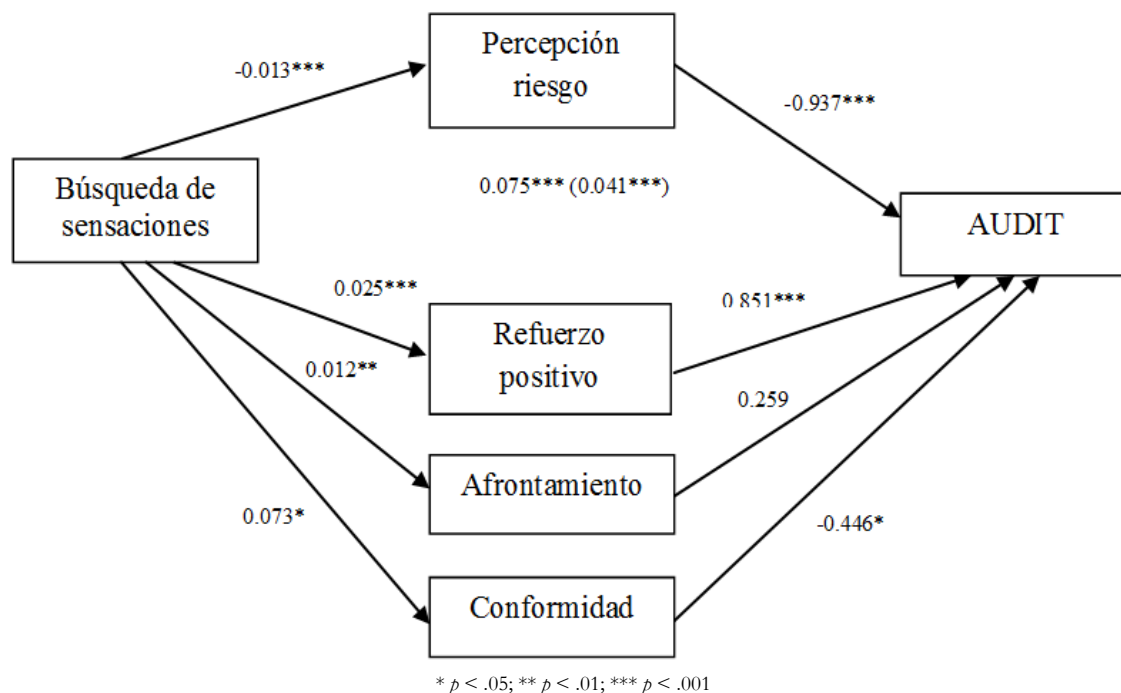 Percepción
riesgo
-0.013***
-0.937***
Búsqueda de
sensaciones
0.075*** (0.041***)
AUDIT
0.025***
0.851***
Refuerzo
positivo
0.012**
0.259
Afrontamiento
0.073*
-0.446*
Conformidad
* p < .05; ** p < .01; *** p < .001